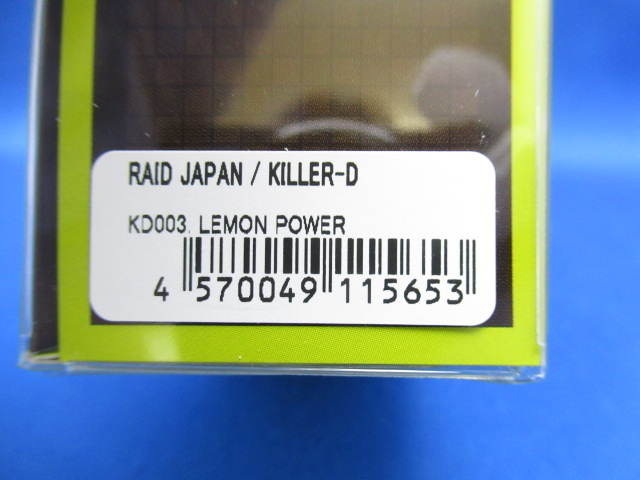 RAID JAPAN / KILLER-D
KD003. LEMON POWER
4 570049 115653